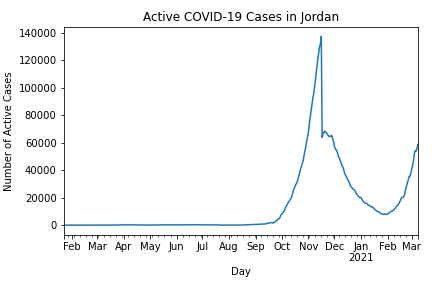 Active COVID-19 Cases in Jordan
Number of Active Cases
140000
120000
100000
80000
60000
40000
20000
0
Feb Mar Apr May Jun Jul Aug Sep Oct Nov Dec Jan Feb Mar
2021
Day